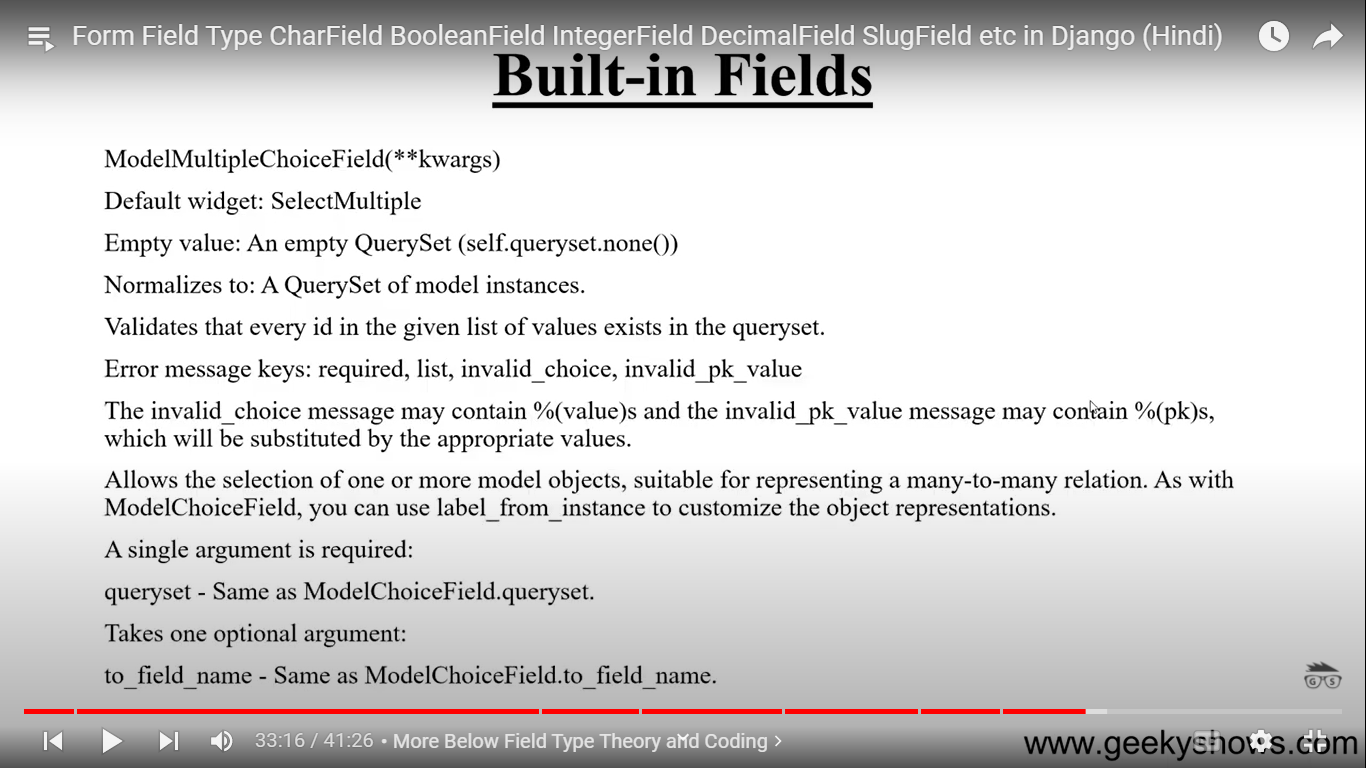 Form Field Type CharField BooleanField IntegerField DecimalField SlugField etc in Django (Hindi)
Built-in Fields
ModelMultipleChoiceField(**kwargs)
Default widget: SelectMultiple
Empty value: An empty QuerySet (self.queryset.none())
Normalizes to: A QuerySet of model instances.
Validates that every id in the given list of values exists in the queryset.
Error message keys: required, list, invalid_choice, invalid_pk_value
The invalid_choice message may contain %(value)s and the invalid_pk_value message may contain %(pk)s,
which will be substituted by the appropriate values.
Allows the selection of one or more model objects, suitable for representing a many-to-many relation. As with
ModelChoiceField, you can use label_from_instance to customize the object representations.
A single argument is required:
queryset - Same as ModelChoiceField.queryset.
Takes one optional argument:
to_field_name - Same as ModelChoiceField.to_field_name.
GS
33:16 / 41:26 • More Below Field Type Theory and Coding >
www.geekyshows.com